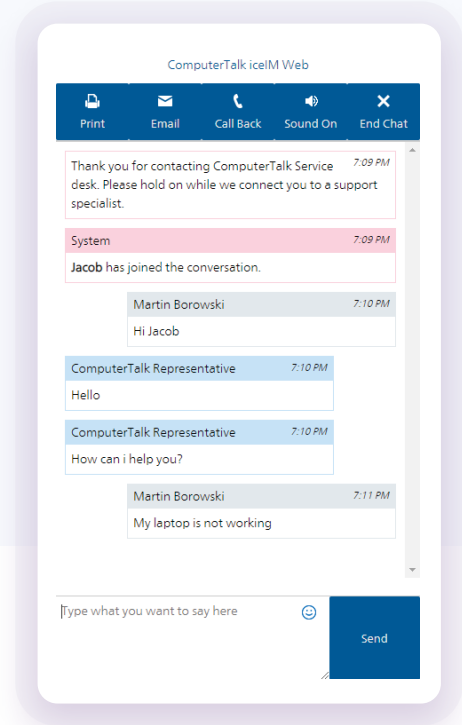 ComputerTalk iceIM Web
Print Email Call Back Sound On End Chat
Thank you for contacting ComputerTalk Service 7:09 PM
desk. Please hold on while we connect you to a support
specialist.
System 7:09 PM
Jacob has joined the conversation.
Martin Borowski 7:10 PM
Hi Jacob
ComputerTalk Representative 7:10 PM
Hello
ComputerTalk Representative 7:10 PM
How can i help you?
Martin Borowski 7:11 PM
My laptop is not working
Type what you want to say here
Send